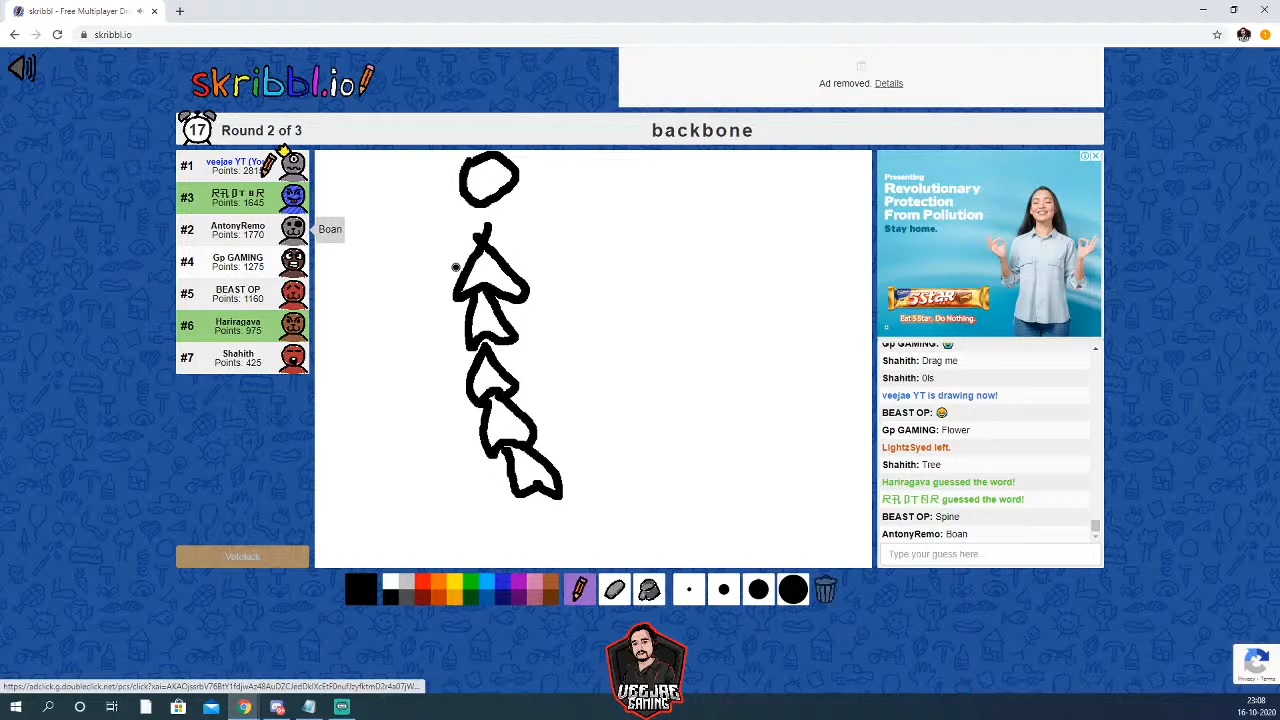 skribbl - Free Multiplayer Dr
skribbl.io
skribbl.io
Ad removed. Details
17
Round 2 of 3
backbone
#1
veejae YT (You
Points: 281
#3
Points: 1645
#2
AntonyRemo
Points: 1770
Boan
#4
Gp GAMING
Points: 1275
#5
BEAST OP
Points: 1160
#6
Hariragava
Points: 975
#7
Shahith
Points: 425
Votekick
Presenting
Revolutionary
Protection
From Pollution
Stay home.
5Star
Eat 5Star. Do Nothing.
Gp GAMING:
Shahith: Drag me
Shahith: 0ls
veejae YT is drawing now!
BEAST OP:
Gp GAMING: Flower
LightzSyed left.
Shahith: Tree
Hariragava guessed the word!
guessed the word!
BEAST OP: Spine
AntonyRemo: Boan
Type your guess here..
VEEJAE
GAMING
Privacy - Terms
23:08
16-10-2020